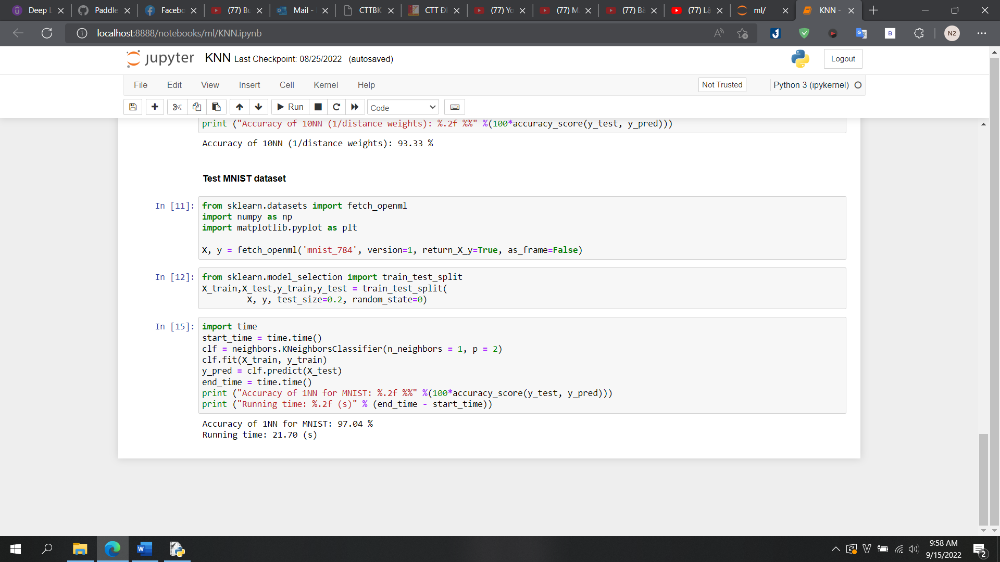 Deep L
Paddle
Facebo
(77) Bu
Mail -
CTTBK
CTT Đ
(77) Yo
(77) M
(77) Bà
(77) Lậ
ml/
KNN -
localhost:8888/notebooks/ml/KNN.ipynb
B
N2
jupyter KNN Last Checkpoint: 08/25/2022 (autosaved)
Logout
File Edit View Insert Cell Kernel Help
Not Trusted
Python 3 (ipykernel)
Run
Code
print ("Accuracy of 10NN (1/distance weights): %.2f %%" %(100*accuracy_score(y_test, y_pred)))
Accuracy of 10NN (1/distance weights): 93.33 %
Test MNIST dataset
In [11]:
from sklearn.datasets import fetch_openml
import numpy as np
import matplotlib.pyplot as plt
X, y = fetch_openml('mnist_784', version=1, return_X_y=True, as_frame=False)
In [12]:
from sklearn.model_selection import train_test_split
X_train,X_test,y_train,y_test = train_test_split(
X, y, test_size=0.2, random_state=0)
In [15]:
import time
start_time = time.time()
clf = neighbors.KNeighborsClassifier(n_neighbors = 1, p = 2)
clf.fit(X_train, y_train)
y_pred = clf.predict(X_test)
end_time = time.time()
print ("Accuracy of 1NN for MNIST: %.2f %%" %(100*accuracy_score(y_test, y_pred)))
print ("Running time: %.2f (s)" % (end_time - start_time))
Accuracy of 1NN for MNIST: 97.04 %
Running time: 21.70 (s)
9:58 AM
9/15/2022
2